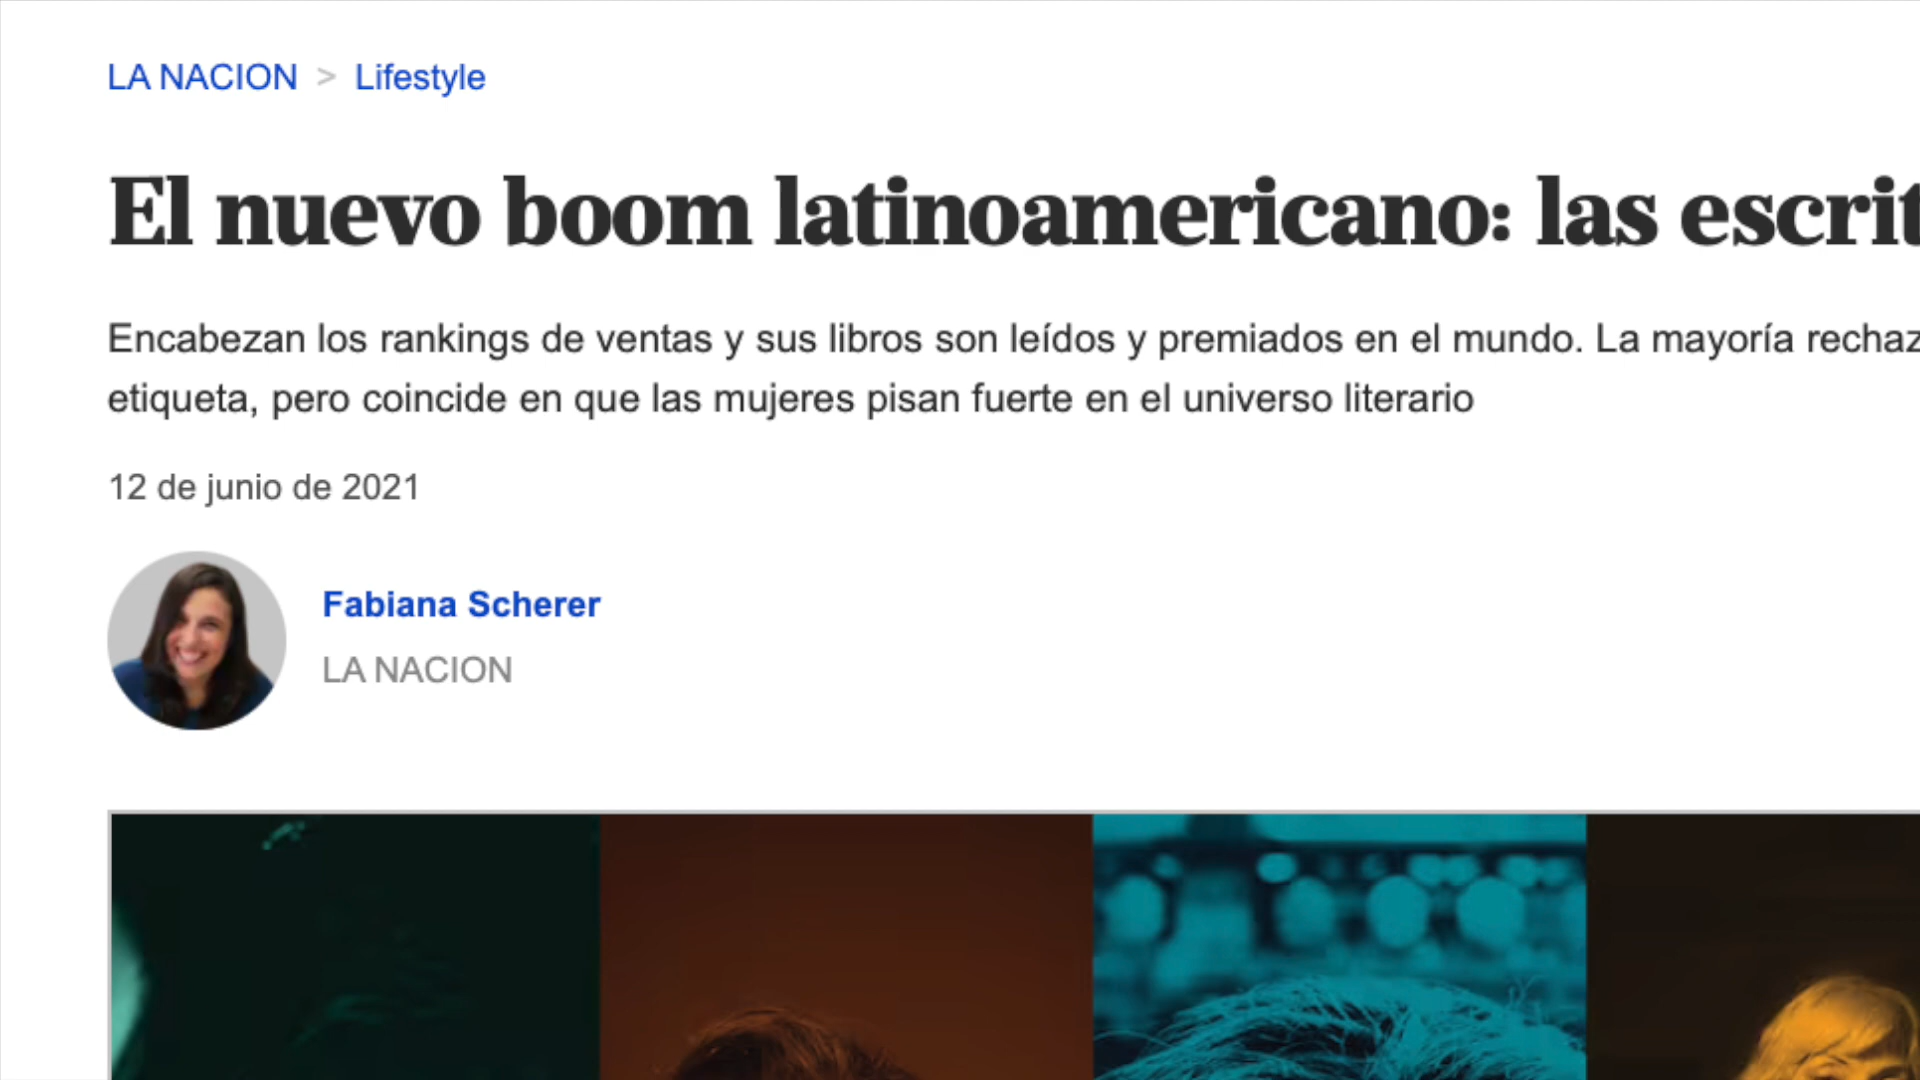 LA NACION > Lifestyle
El nuevo boom latinoamericano: las escrit
Encabezan los rankings de ventas y sus libros son leídos y premiados en el mundo. La mayoría rechaz
etiqueta, pero coincide en que las mujeres pisan fuerte en el universo literario
12 de junio de 2021
Fabiana Scherer
LA NACION